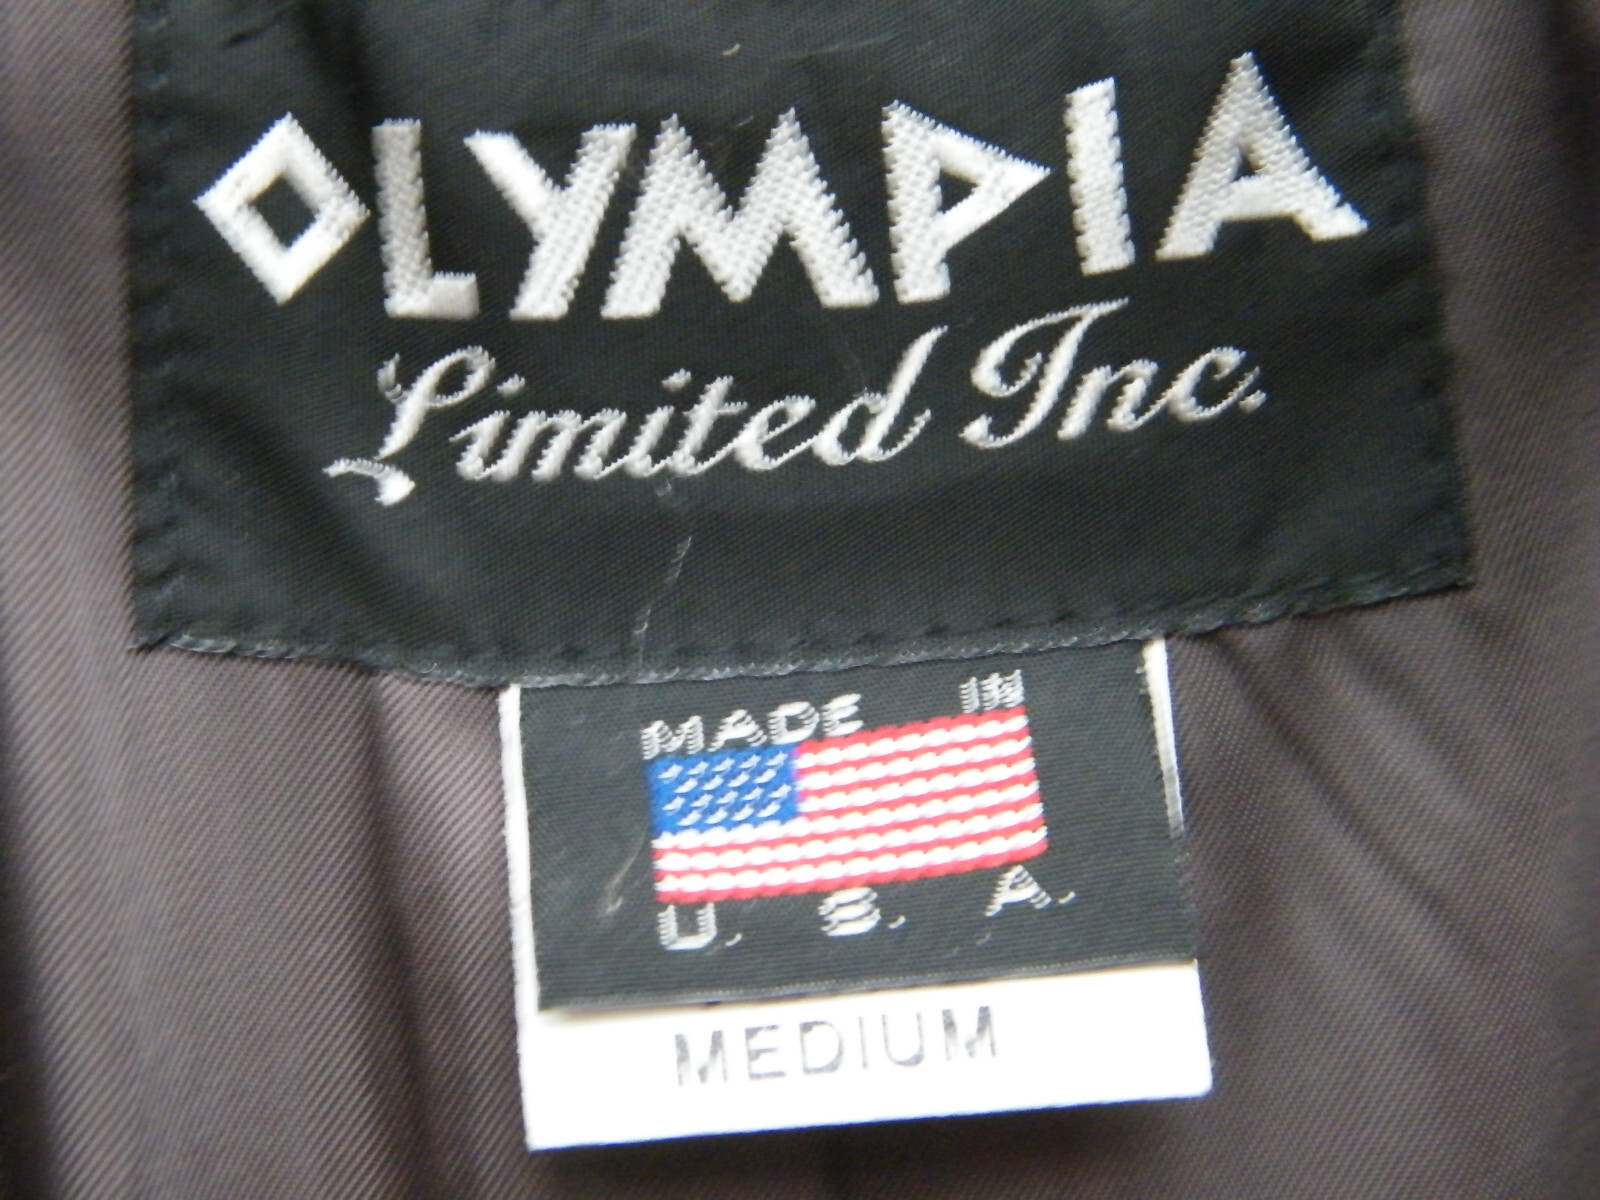 OLYMPIA
Limited Inc.
MADE IN
U. S. A.
MEDIUM